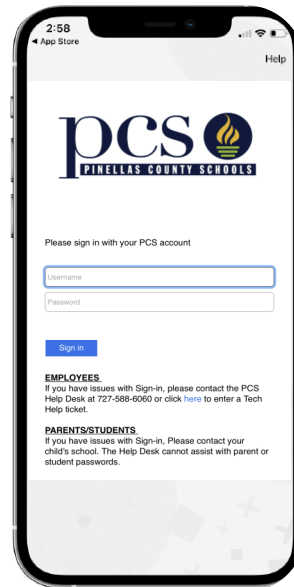 2:58
◀ App Store
Help
pcs
PINELLAS COUNTY SCHOOLS
Please sign in with your PCS account
Username
Password
Sign in
EMPLOYEES
If you have issues with Sign-in, please contact the PCS
Help Desk at 727-588-6060 or click here to enter a Tech
Help ticket.
PARENTS/STUDENTS
If you have issues with Sign-in, Please contact your
child's school. The Help Desk cannot assist with parent or
student passwords.